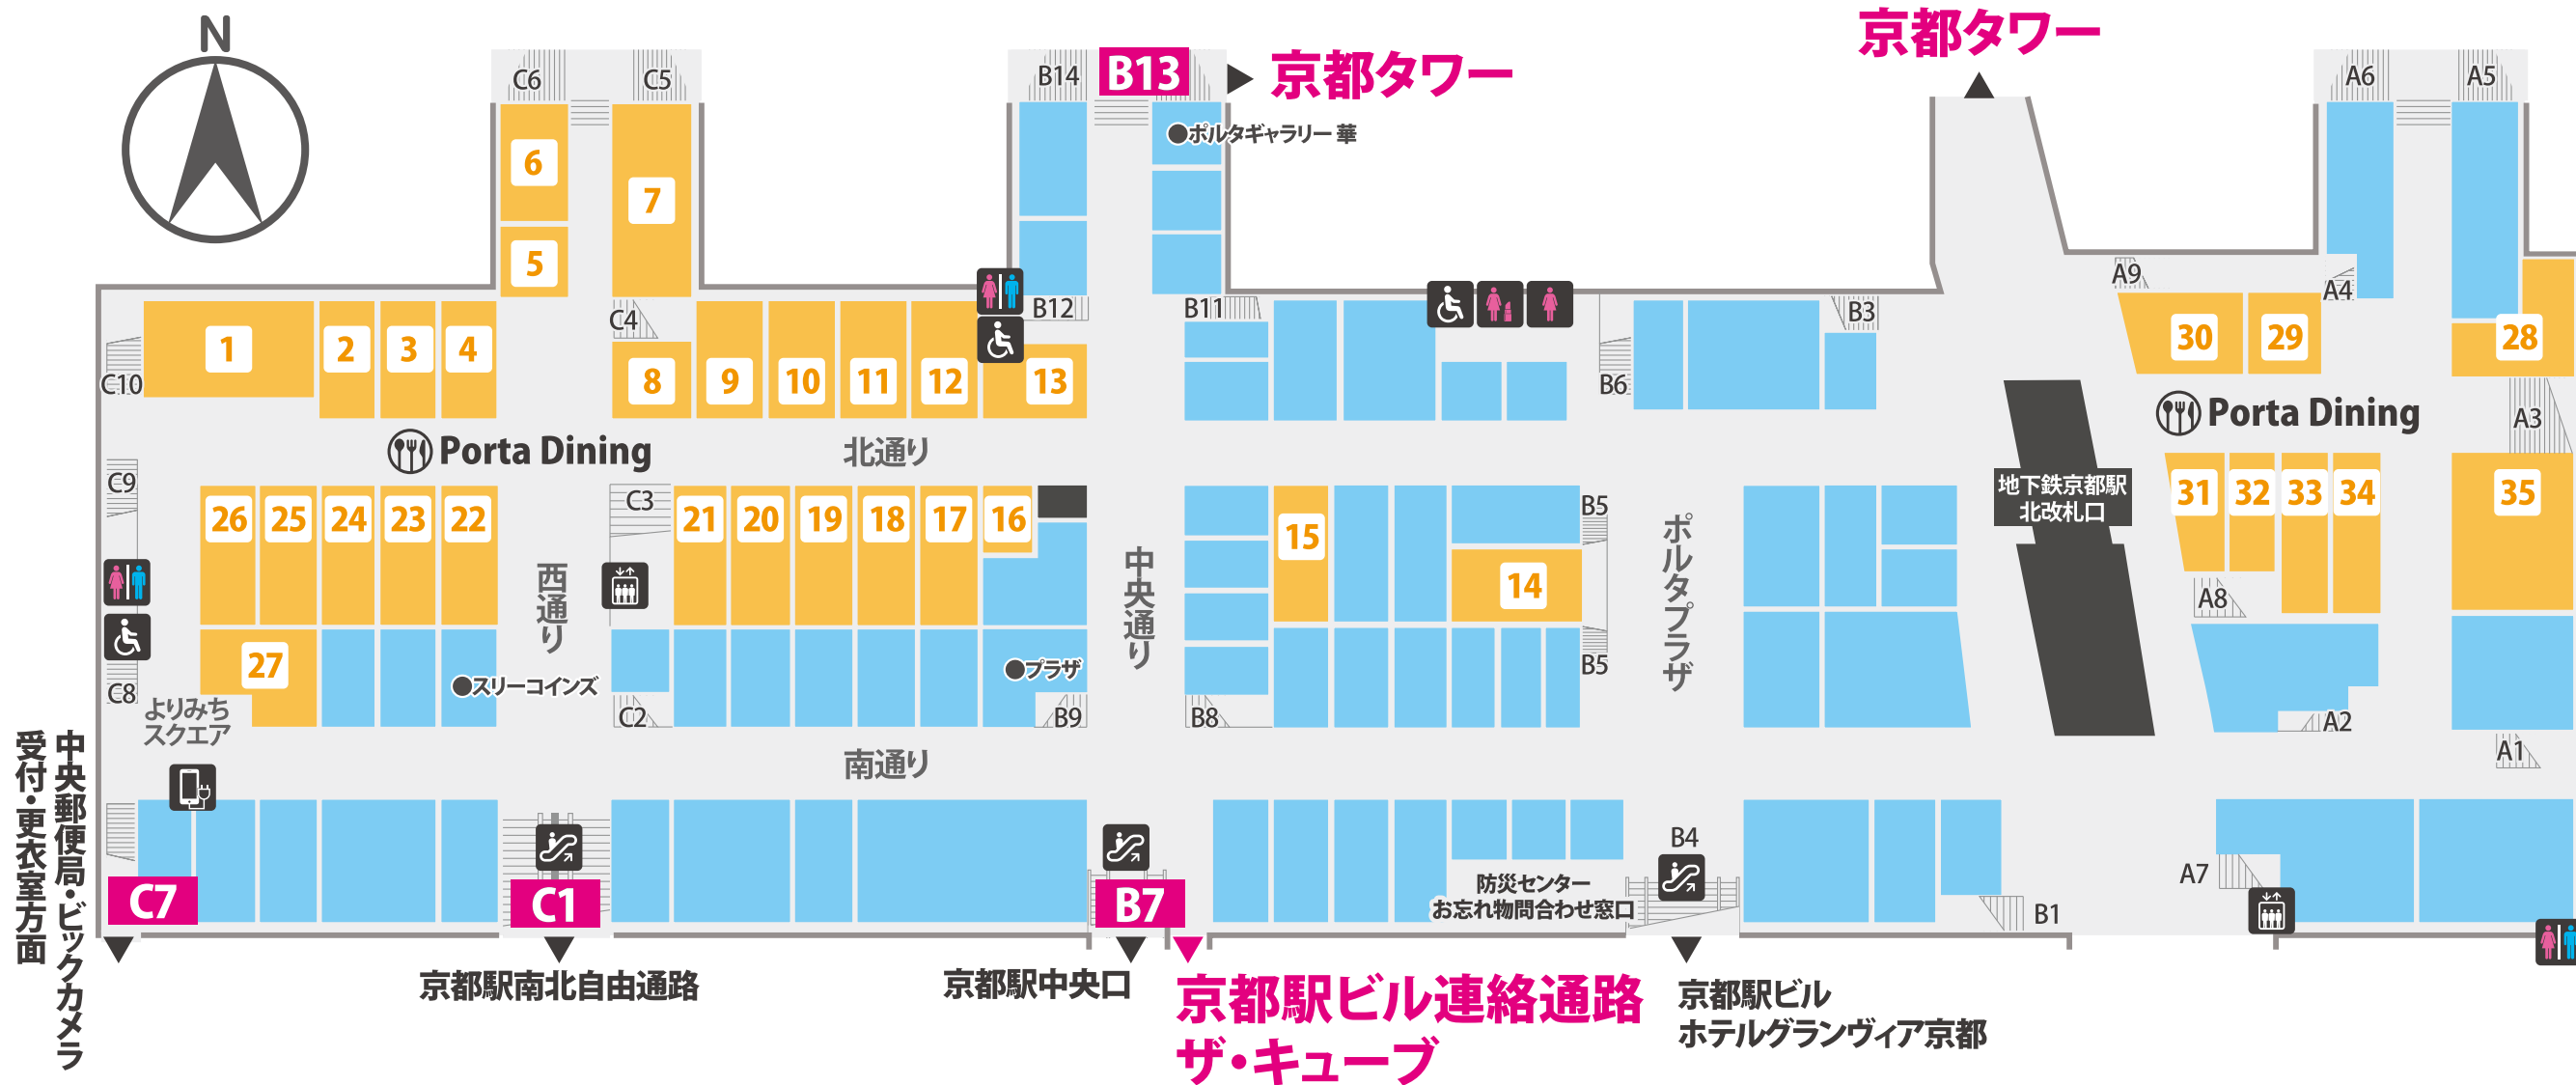 N
C6
C5
B14
B13
京都タワー
京都タワー
A6
A5
ポルタギャラリー 華
6
7
5
A9
A4
C4
B12
B11
B3
C10
1
2
3
4
8
9
10
11
12
13
B6
30
29
28
A3
Porta Dining
北通り
Porta Dining
C9
C3
B5
地下鉄京都駅
北改札口
26
25
24
23
22
21
20
19
18
17
16
15
14
31
32
33
34
35
西通り
中央通り
ポルタプラザ
A8
27
スリーコインズ
プラザ
B5
C8
よりみち
スクエア
C2
B9
B8
A2
A1
南通り
中央郵便局・ビックカメラ
受付・更衣室方面
B4
A7
C7
C1
B7
防災センター
お忘れ物問合わせ窓口
B1
京都駅南北自由通路
京都駅中央口
京都駅ビル連絡通路
ザ・キューブ
京都駅ビル
ホテルグランヴィア京都